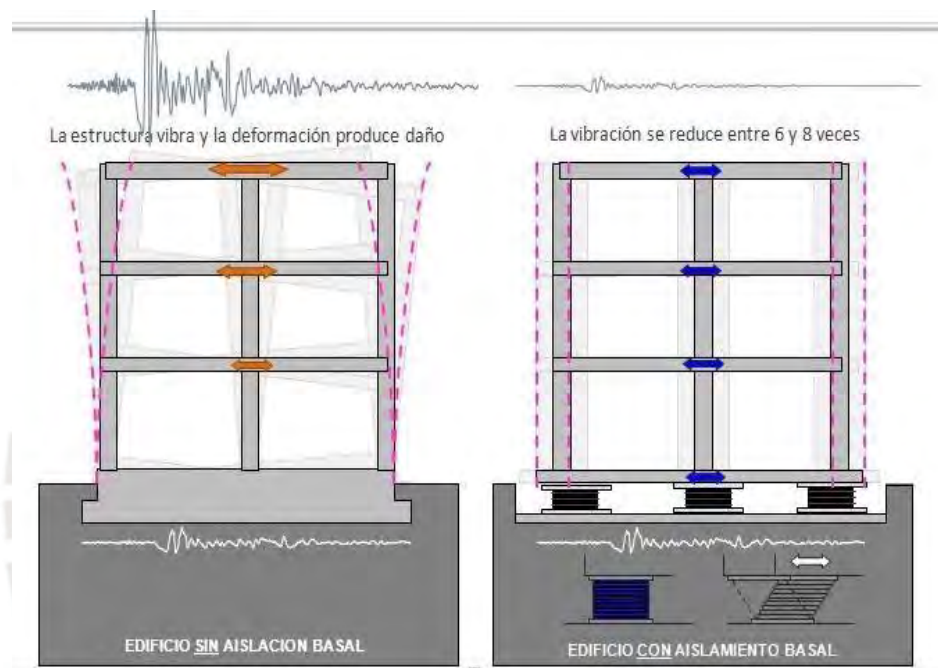 La estructura vibra y la deformación produce daño
La vibración se reduce entre 6 y 8 veces
EDIFICIO SIN AISLACION BASAL
EDIFICIO CON AISLAMIENTO BASAL